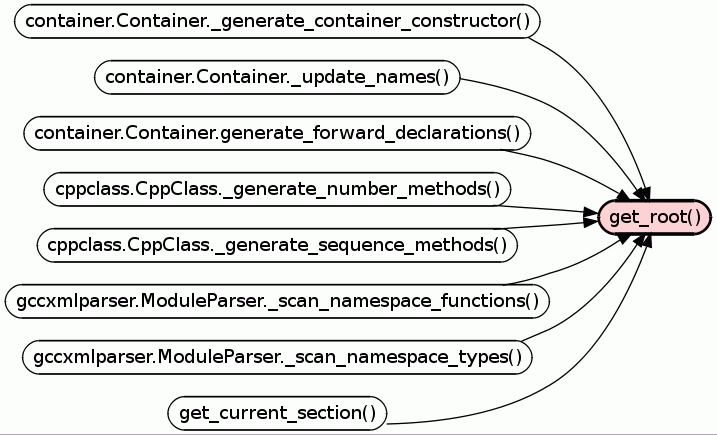 container.Container._generate_container_constructor()
container.Container._update_names()
container.Container.generate_forward_declarations()
cppclass.CppClass._generate_number_methods()
get_root()
cppclass.CppClass._generate_sequence_methods()
gccxmlparser.ModuleParser._scan_namespace_functions()
gccxmlparser.ModuleParser._scan_namespace_types()
get_current_section()